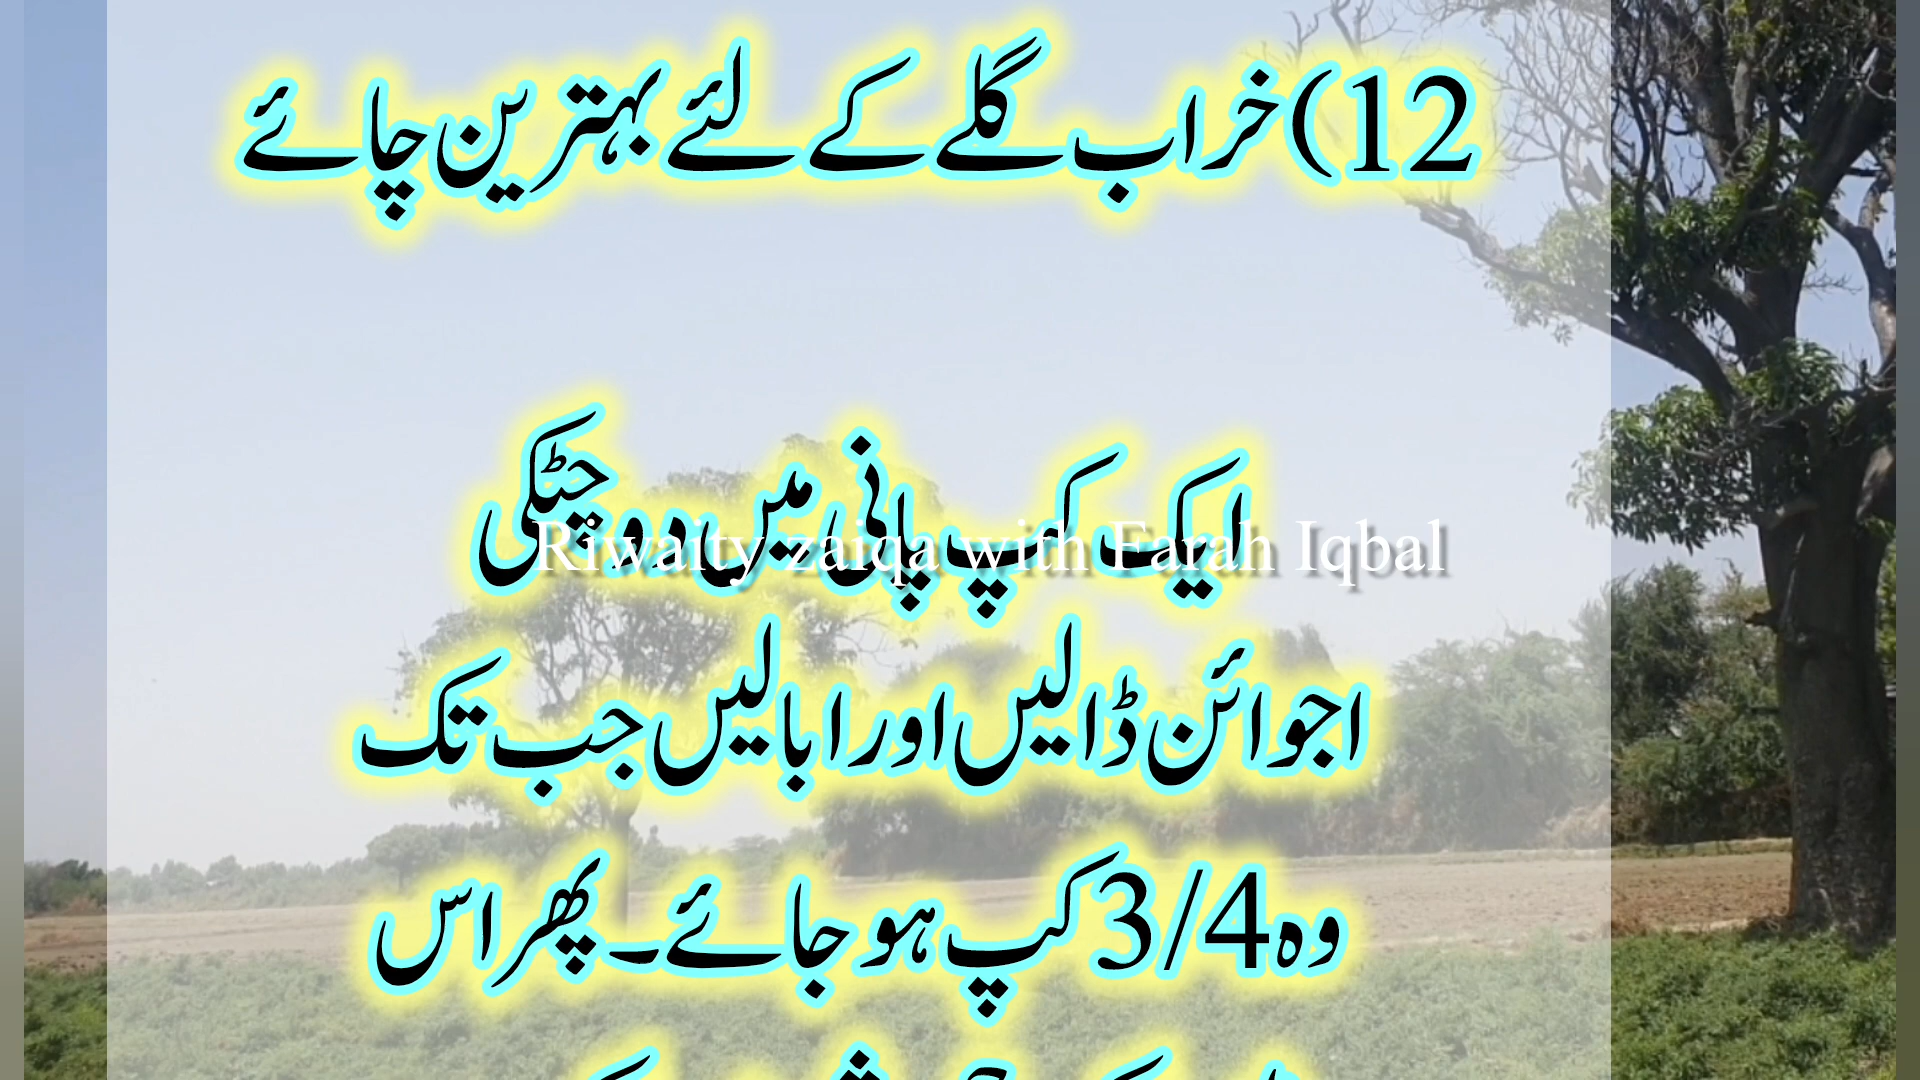 12) خراب گلے کے لئے بہترین چائے
ایک کپ پانی میں دو چٹکی
Riwaity zaiqa with Farah Iqbal
اجوائن ڈالیں اور ابالیں جب تک
وہ 3/4 کپ ہو جائے۔ پھر اس